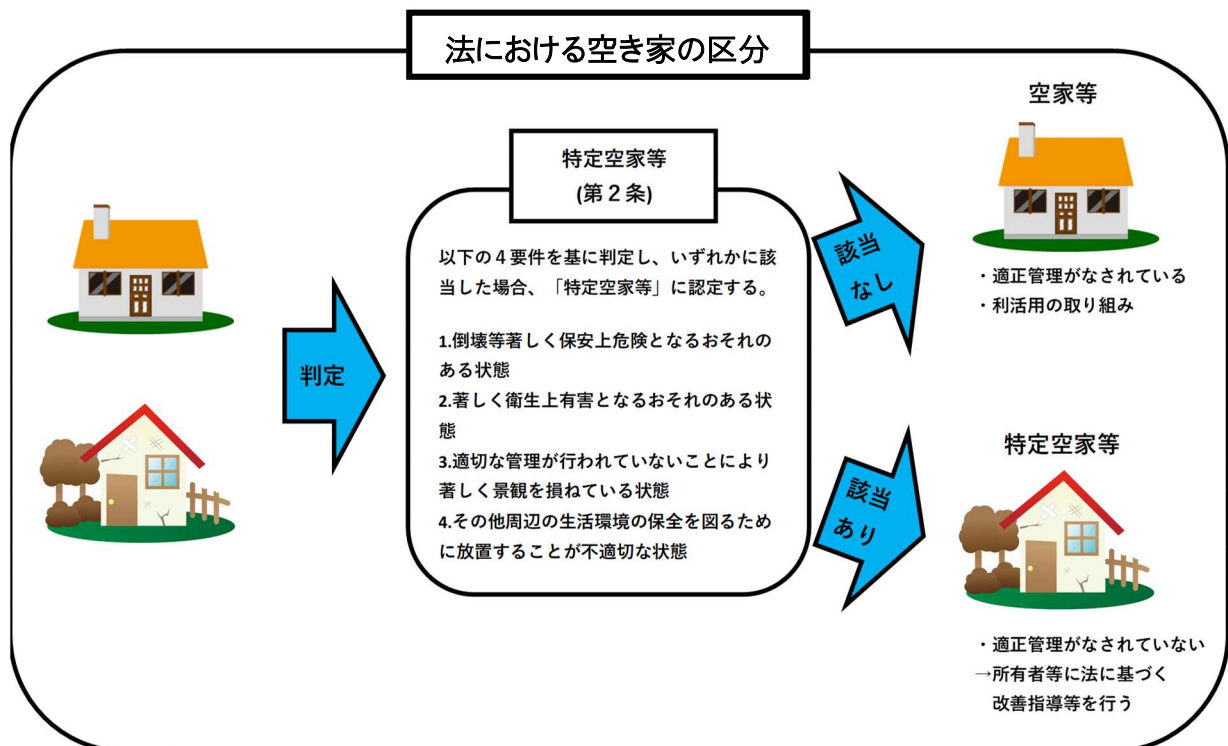 法における空き家の区分
判定
特定空家等
(第２条)
以下の４要件を基に判定し、いずれかに該
当した場合、「特定空家等」に認定する。
1.倒壊等著しく保安上危険となるおそれの
ある状態
2.著しく衛生上有害となるおそれのある状
態
3.適切な管理が行われていないことにより
著しく景観を損ねている状態
4.その他周辺の生活環境の保全を図るため
に放置することが不適切な状態
該当
なし
空家等
・適正管理がなされている
・利活用の取り組み
該当
あり
特定空家等
・適正管理がなされていない
→所有者等に法に基づく
改善指導等を行う